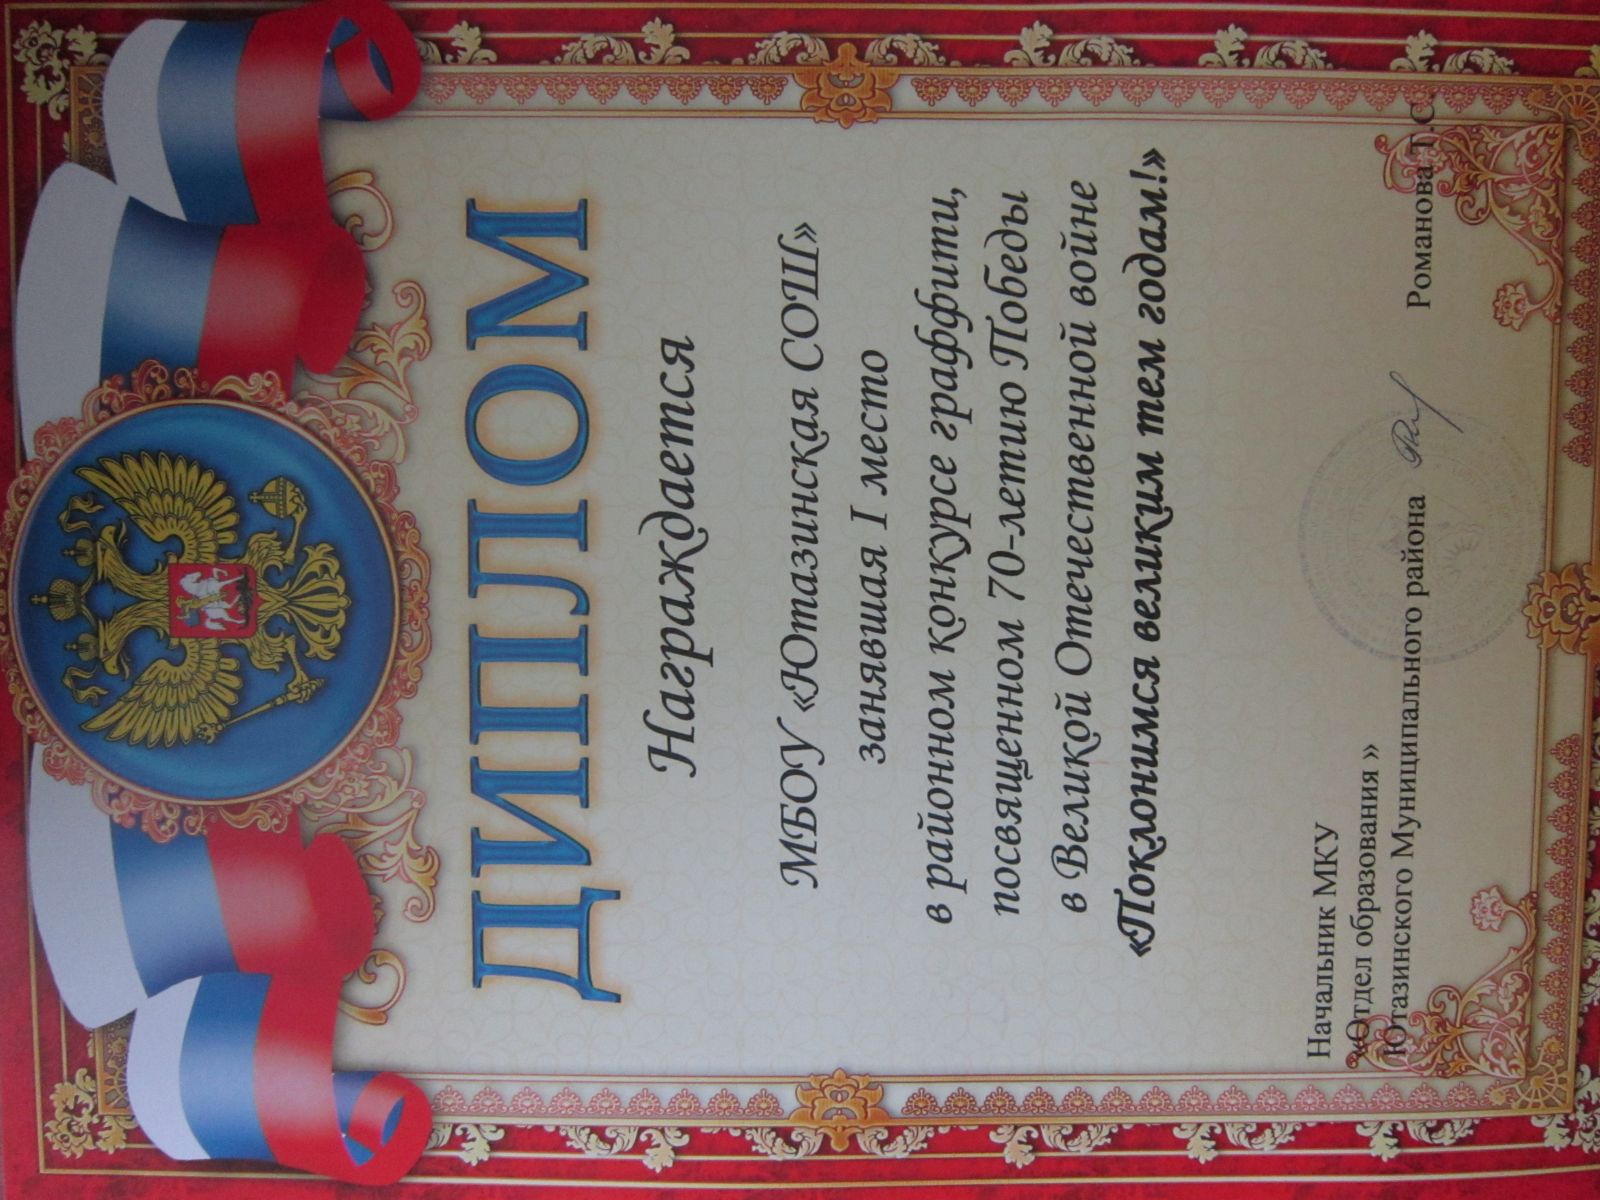 ДИПЛОМ
Награждается
МБОУ «Ютазинская СОШ»
занявшая I место
в районном конкурсе граффити,
посвященном 70-летию Победы
в Великой Отечественной войне
«Поклонимся великим тем годам!»
Начальник МКУ
«Отдел образования »
Ютазинского Муниципального района Романова Т.С.